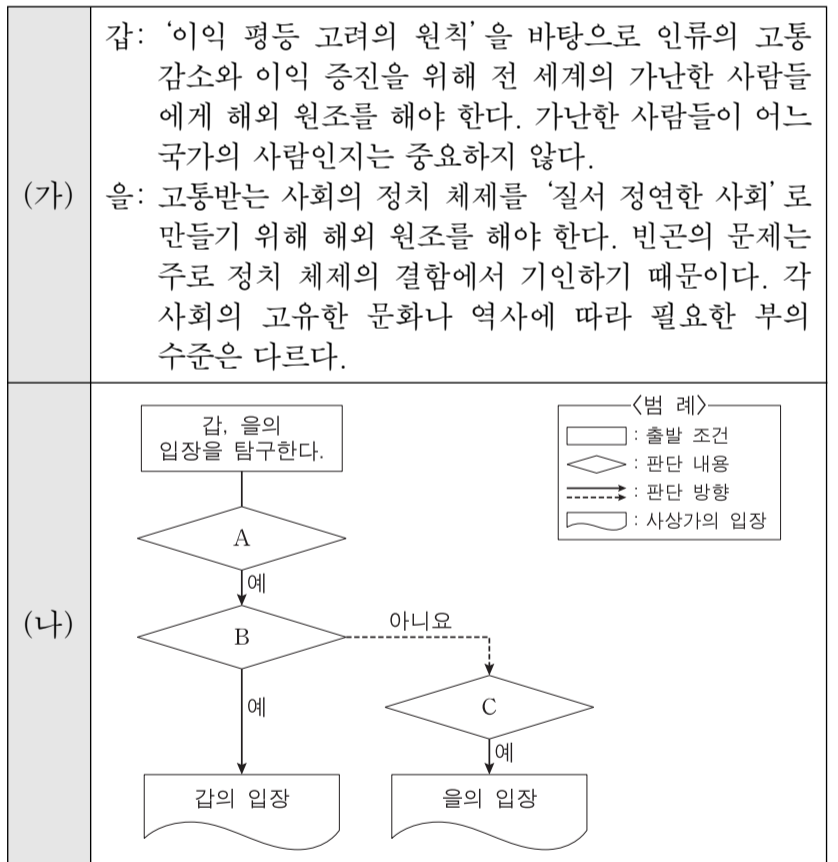 (가)
갑: ‘이익 평등 고려의 원칙’을 바탕으로 인류의 고통
감소와 이익 증진을 위해 전 세계의 가난한 사람들
에게 해외 원조를 해야 한다. 가난한 사람들이 어느
국가의 사람인지는 중요하지 않다.
을: 고통받는 사회의 정치 체제를 ‘질서 정연한 사회’로
만들기 위해 해외 원조를 해야 한다. 빈곤의 문제는
주로 정치 체제의 결함에서 기인하기 때문이다. 각
사회의 고유한 문화나 역사에 따라 필요한 부의
수준은 다르다.
(나)
갑, 을의
입장을 탐구한다.
〈범 례〉
: 출발 조건
: 판단 내용
: 판단 방향
: 사상가의 입장
A
예
B
아니요
예
C
예
갑의 입장
을의 입장